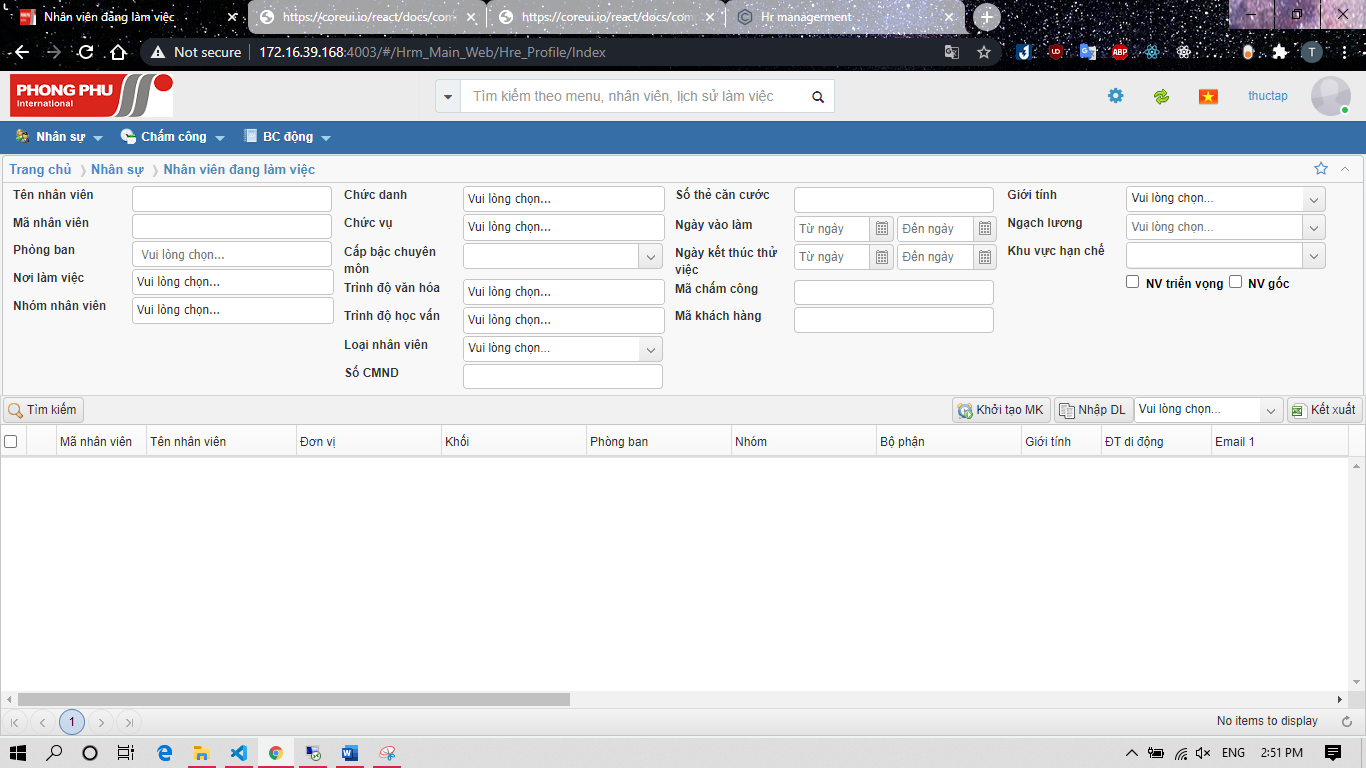 Nhân viên đang làm việc
https://coreui.io/react/docs/com
https://coreui.io/react/docs/com
Hr managerment
Not secure
172.16.39.168:4003/#/Hrm_Main_Web/Hre_Profile/Index
T
PHONG PHU
International
Tìm kiếm theo menu, nhân viên, lịch sử làm việc
thuctap
Nhân sự
Chấm công
BC động
Trang chủ
Nhân sự
Nhân viên đang làm việc
Tên nhân viên
Mã nhân viên
Phòng ban
Vui lòng chọn...
Nơi làm việc
Vui lòng chọn...
Nhóm nhân viên
Vui lòng chọn...
Chức danh
Vui lòng chọn...
Chức vụ
Vui lòng chọn...
Cấp bậc chuyên
môn
Trình độ văn hóa
Vui lòng chọn...
Trình độ học vấn
Vui lòng chọn...
Loại nhân viên
Vui lòng chọn...
Số CMND
Số thẻ căn cước
Ngày vào làm
Từ ngày
Đến ngày
Ngày kết thúc thử
việc
Từ ngày
Đến ngày
Mã chấm công
Mã khách hàng
Giới tính
Vui lòng chọn...
Ngạch lương
Vui lòng chọn...
Khu vực hạn chế
NV triển vọng
NV gốc
Tìm kiếm
Khởi tạo MK
Nhập DL
Vui lòng chọn...
Kết xuất
Mã nhân viên
Tên nhân viên
Đơn vị
Khối
Phòng ban
Nhóm
Bộ phận
Giới tính
ĐT di động
Email 1
1
No items to display
ENG
2:51 PM